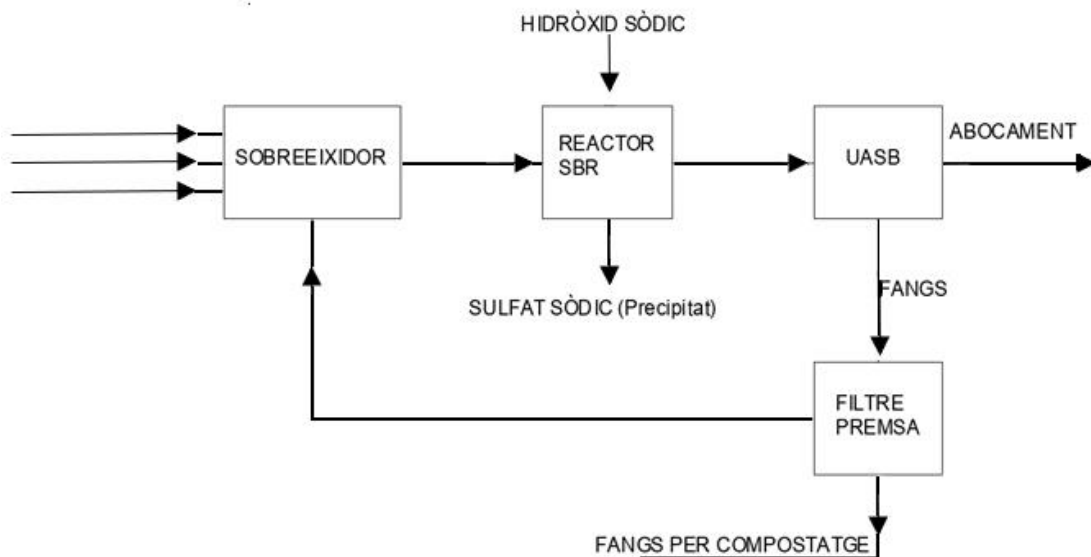 HIDRÒXID SÒDIC
SOBREEIXIDOR
REACTOR
SBR
UASB
ABOCAMENT
SULFAT SÒDIC (Precipitat)
FANGS
FILTRE
PREMSA
FANGS PER COMPOSTATGE